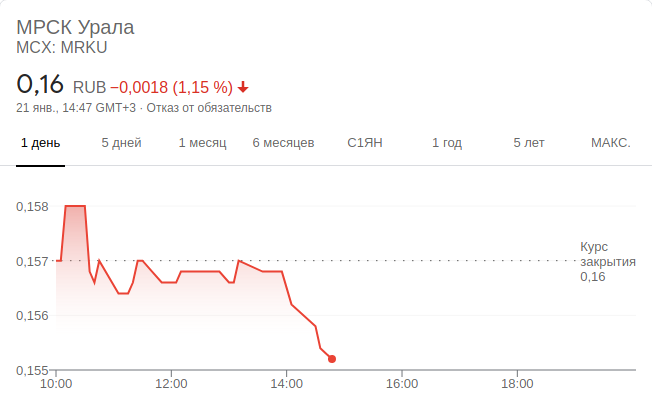 МРСК Урала
MCX: MRKU
0,16 RUB −0,0018 (1,15 %)
21 янв., 14:47 GMT+3 · Отказ от обязательств
1 день 5 дней 1 месяц 6 месяцев С1ЯН 1 год 5 лет МАКС.
0,158
0,157
0,156
0,155
Курс
закрытия
0,16
10:00 12:00 14:00 16:00 18:00